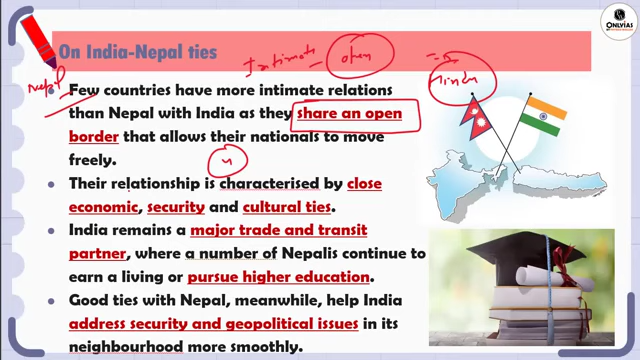 ONLYIAS
On India-Nepal ties
Intimate - open
Nepal
Hindu
Few countries have more intimate relations
than Nepal with India as they share an open
border that allows their nationals to move
freely.
Their relationship is characterised by close
economic, security and cultural ties.
India remains a major trade and transit
partner, where a number of Nepalis continue to
earn a living or pursue higher education.
Good ties with Nepal, meanwhile, help India
address security and geopolitical issues in its
neighbourhood more smoothly.